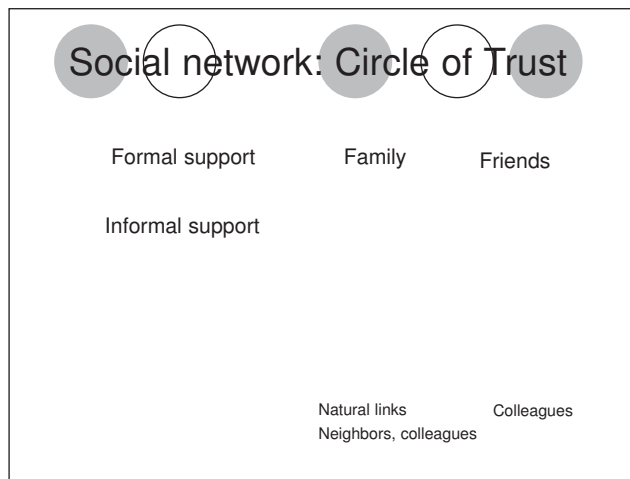 Social network: Circle of Trust
Formal support
Family
Friends
Informal support
Natural links
Colleagues
Neighbors, colleagues